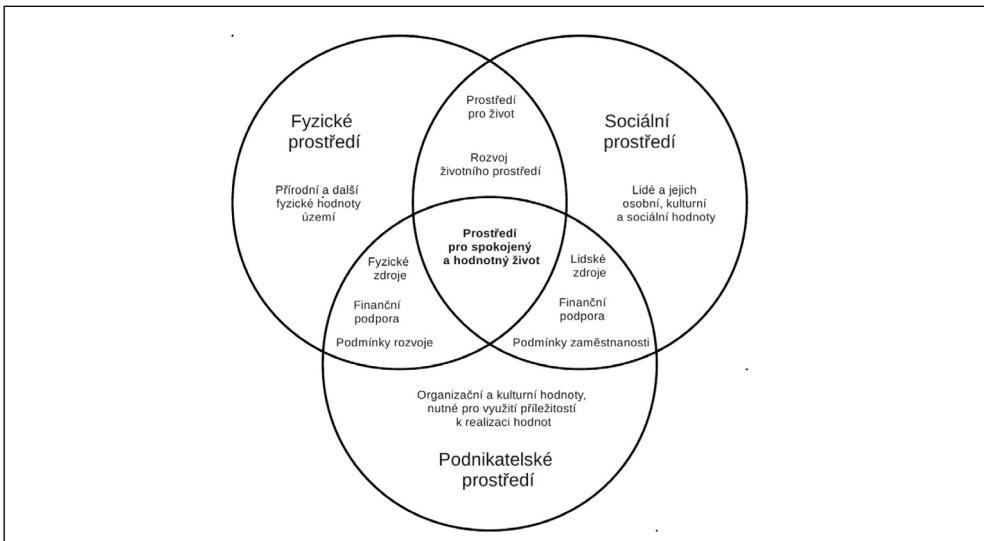 Fyzické
prostředí
Přírodní a další
fyzické hodnoty
území
Prostředí
pro život
Rozvoj
životního prostředí
Sociální
prostředí
Lidé a jejich
osobní, kulturní
a sociální hodnoty
Prostředí
pro spokojený
a hodnotný život
Fyzické
zdroje
Finanční
podpora
Podmínky rozvoje
Lidské
zdroje
Finanční
podpora
Podmínky zaměstnanosti
Organizační a kulturní hodnoty,
nutné pro využití příležitostí
k realizaci hodnot
Podnikatelské
prostředí